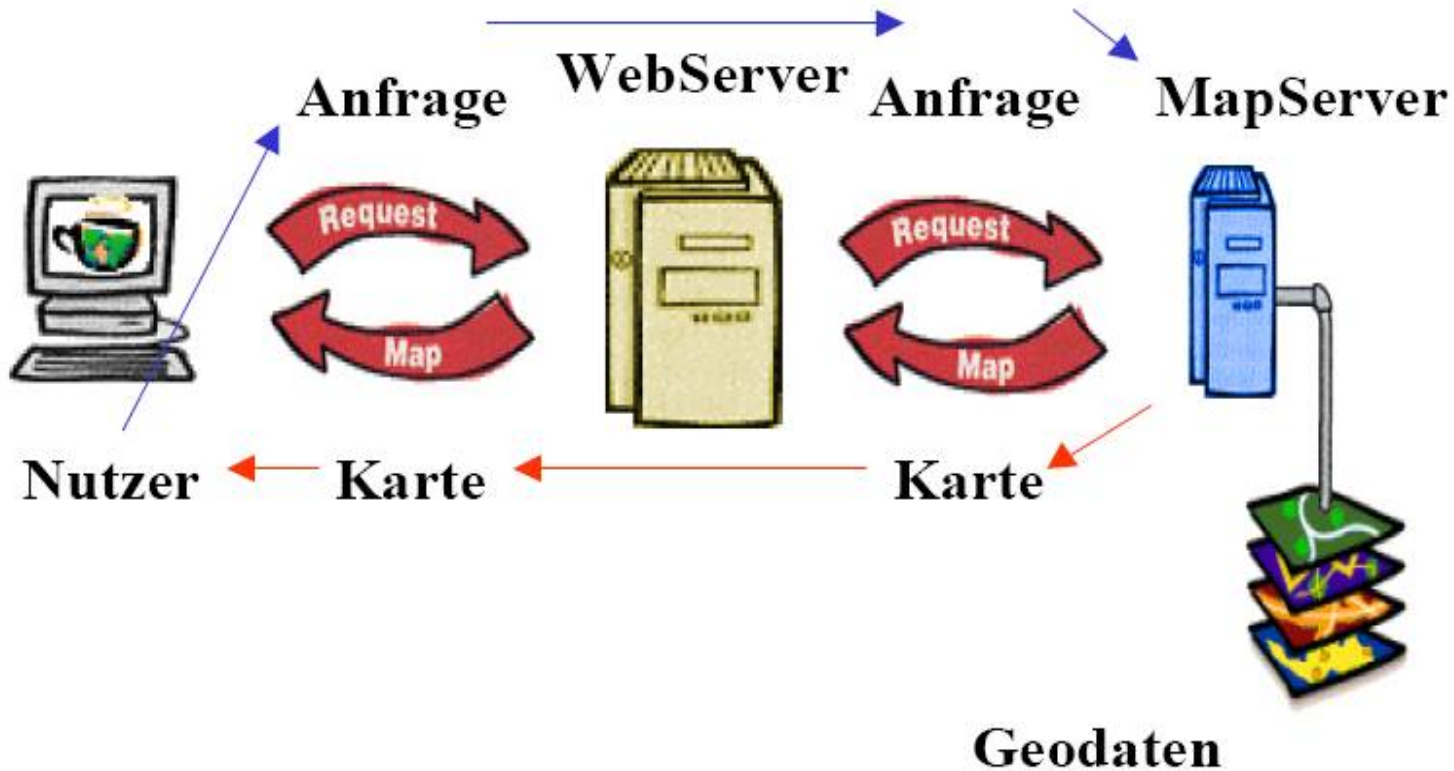 WebServer
Anfrage
Anfrage
MapServer
Request
Request
Map
Map
Nutzer
Karte
Karte
Geodaten